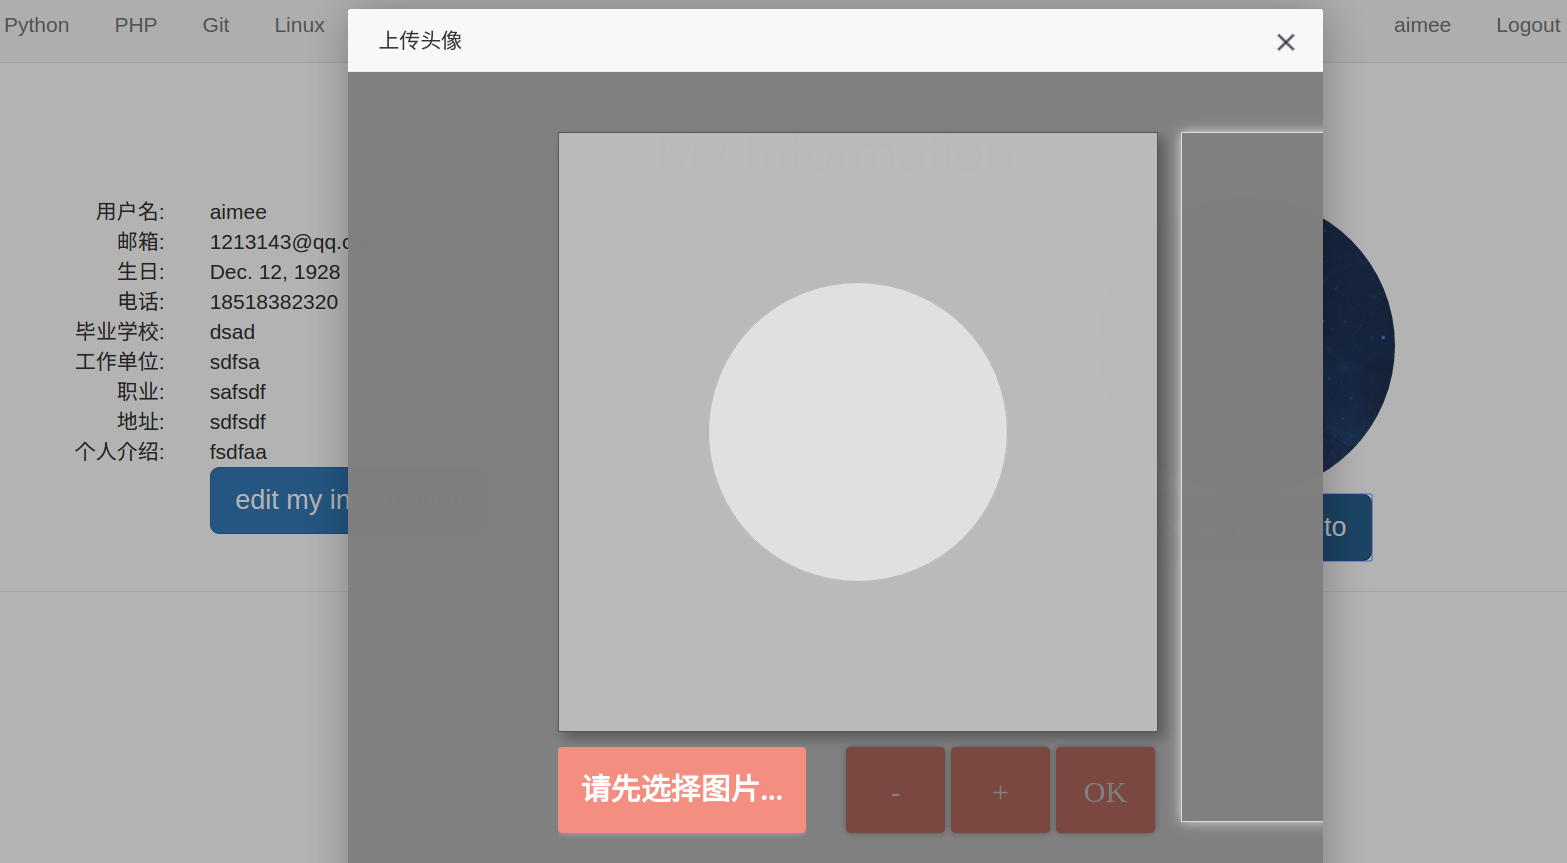 Python PHP Git Linux aimee Logout
上传头像
My Information
用户名: aimee
邮箱: 1213143@qq.c
生日: Dec. 12, 1928
电话: 18518382320
毕业学校: dsad
工作单位: sdfsa
职业: safsdf
地址: sdfsdf
个人介绍: fsdfaa
edit my in
to
请先选择图片...
- + OK